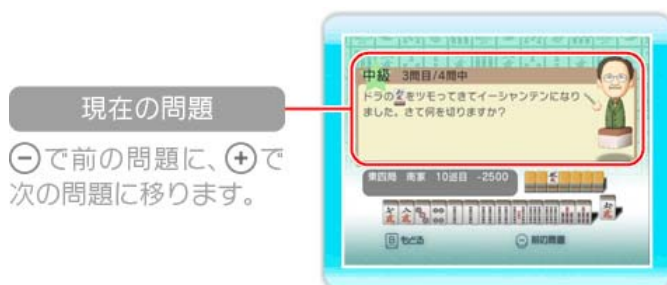 現在の問題
⊖で前の問題に、⊕で
次の問題に移ります。
中級 3問目/4問中
ドラの をツモってきてイーシャンテンになり
ました。さて何を切りますか?
東四局 南家 10巡目 -2500
B もどる
⊖ 前の問題